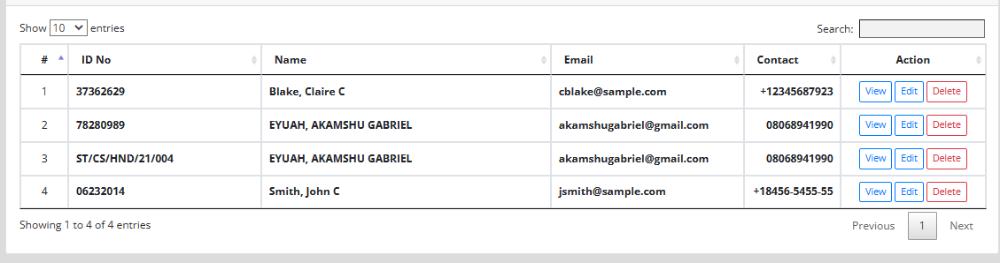 Show 10 entries Search:
# ID No Name Email Contact Action
1 37362629 Blake, Claire C cblake@sample.com +12345687923 View Edit Delete
2 78280989 EYUAH, AKAMSHU GABRIEL akamshugabriel@gmail.com 08068941990 View Edit Delete
3 ST/CS/HND/21/004 EYUAH, AKAMSHU GABRIEL akamshugabriel@gmail.com 08068941990 View Edit Delete
4 06232014 Smith, John C jsmith@sample.com +18456-5455-55 View Edit Delete
Showing 1 to 4 of 4 entries Previous 1 Next